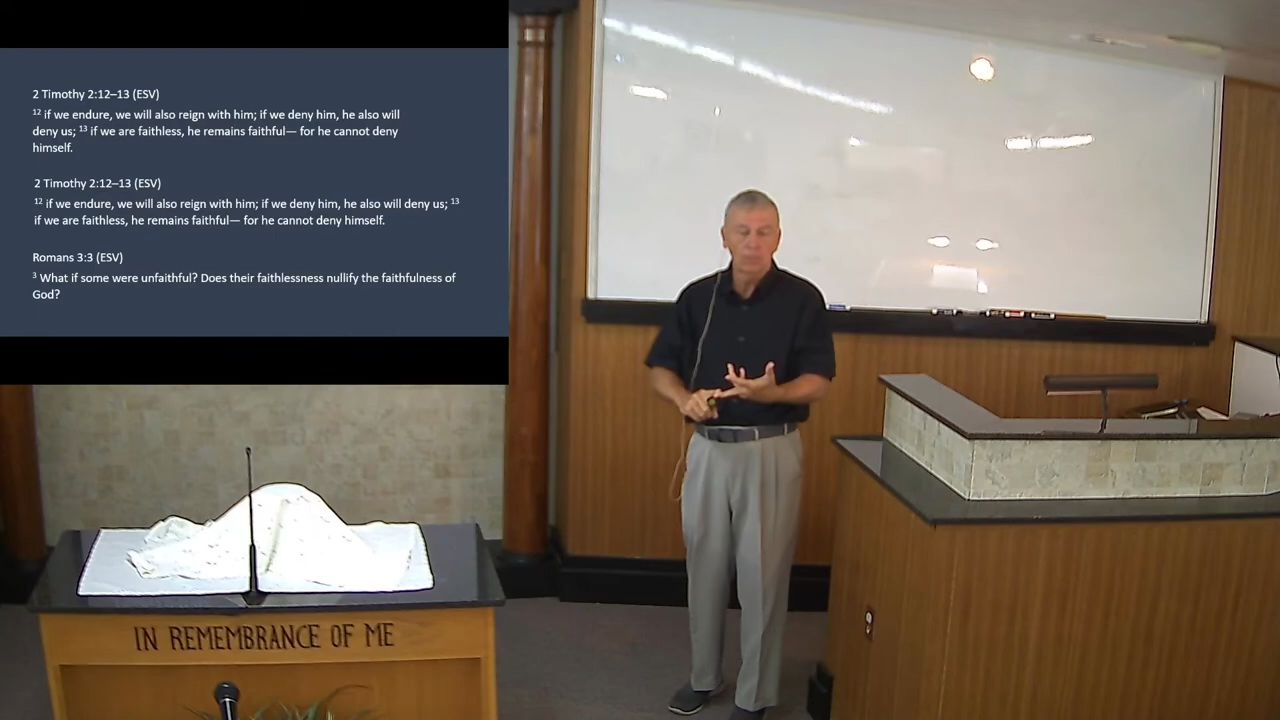 2 Timothy 2:12–13 (ESV)
12 if we endure, we will also reign with him; if we deny him, he also will
deny us; 13 if we are faithless, he remains faithful— for he cannot deny
himself.
2 Timothy 2:12–13 (ESV)
12 if we endure, we will also reign with him; if we deny him, he also will deny us; 13
if we are faithless, he remains faithful— for he cannot deny himself.
Romans 3:3 (ESV)
3 What if some were unfaithful? Does their faithlessness nullify the faithfulness of
God?
IN REMEMBRANCE OF ME